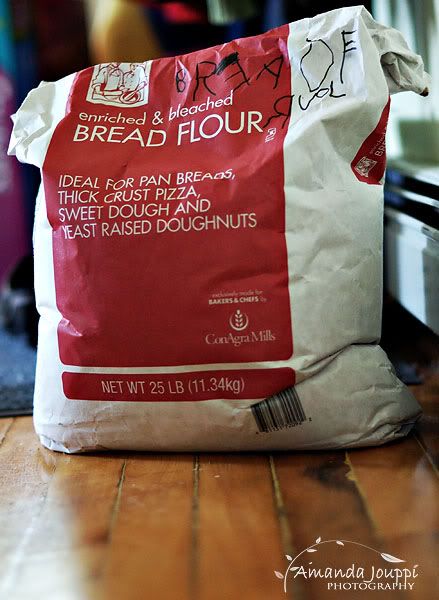 BREAD
F
enriched & bleached
BREAD FLOUR
IDEAL FOR PAN BREADS,
THICK CRUST PIZZA,
SWEET DOUGH AND
YEAST RAISED DOUGHNUTS
exclusively made for
BAKERS & CHEFS by
ConAgra Mills
NET WT 25 LB (11.34kg)
Amanda Jouppi
PHOTOGRAPHY